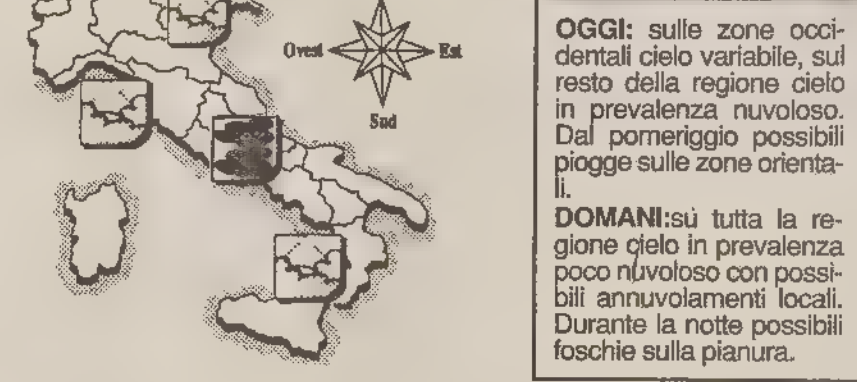 Ovest
Est
Sud
OGGI: sulle zone occi-
dentali cielo variabile, sul
resto della regione cielo
in prevalenza nuvoloso.
Dal pomeriggio possibili
piogge sulle zone orienta-
li.
DOMANI:su tutta la re-
gione cielo in prevalenza
poco nuvoloso con possi-
bili annuvolamenti locali.
Durante la notte possibili
foschie sulla pianura.